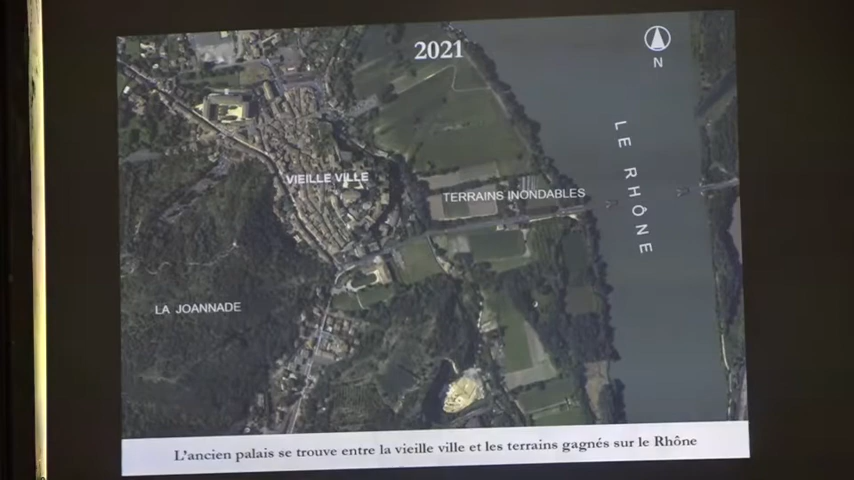 2021
N
LE RHÔNE
VIEILLE VILLE
TERRAINS INONDABLES
LA JOANNADE
L'ancien palais se trouve entre la vieille ville et les terrains gagnés sur le Rhône